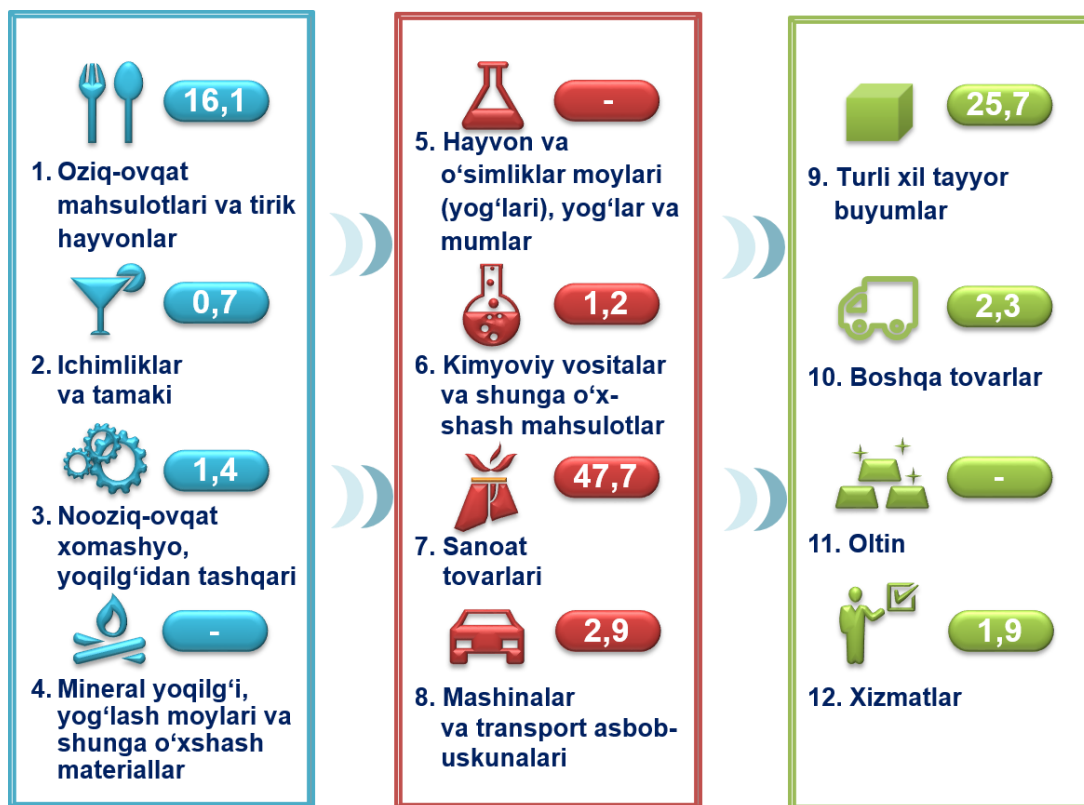 16,1
1. Oziq-ovqat
mahsulotlari va tirik
hayvonlar
0,7
2. Ichimliklar
va tamaki
1,4
3. Nooziq-ovqat
xomashyo,
yoqilg‘idan tashqari
-
4. Mineral yoqilg‘i,
yog‘lash moylari va
shunga o‘xshash
materiallar
-
5. Hayvon va
o‘simliklar moylari
(yog‘lari), yog‘lar va
mumlar
1,2
6. Kimyoviy vositalar
va shunga o‘x-
shash mahsulotlar
47,7
7. Sanoat
tovarlari
2,9
8. Mashinalar
va transport asbob-
uskunalari
25,7
9. Turli xil tayyor
buyumlar
2,3
10. Boshqa tovarlar
-
11. Oltin
1,9
12. Xizmatlar